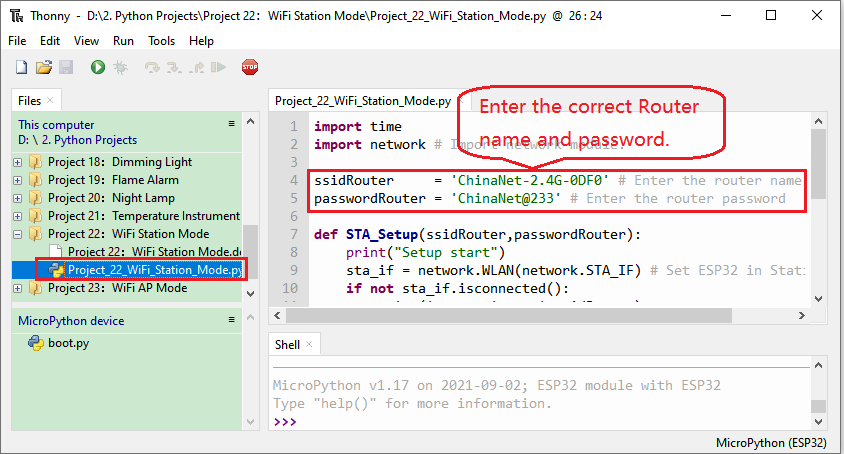 Thonny - D:\2. Python Projects\Project 22: WiFi Station Mode\Project_22_WiFi_Station_Mode.py @ 26 : 24
File Edit View Run Tools Help
STOP
Files
This computer
D: \ 2. Python Projects
Project 18: Dimming Light
Project 19: Flame Alarm
Project 20: Night Lamp
Project 21: Temperature Instrument
Project 22: WiFi Station Mode
Project 22: WiFi Station Mode.
Project_22_WiFi_Station_Mode.py
Project 23: WiFi AP Mode
MicroPython device
boot.py
Project_22_WiFi_Station_Mode.py
Enter the correct Router
name and password.
1 import time
2 import network # Import network module.
3
4 ssidRouter = 'ChinaNet-2.4G-0DF0' # Enter the router name
5 passwordRouter = 'ChinaNet@233' # Enter the router password
6
7 def STA_Setup(ssidRouter,passwordRouter):
8 print("Setup start")
9 sta_if = network.WLAN(network.STA_IF) # Set ESP32 in Stati
10 if not sta_if.isconnected():
Shell
MicroPython v1.17 on 2021-09-02; ESP32 module with ESP32
Type "help()" for more information.
>>>
MicroPython (ESP32)